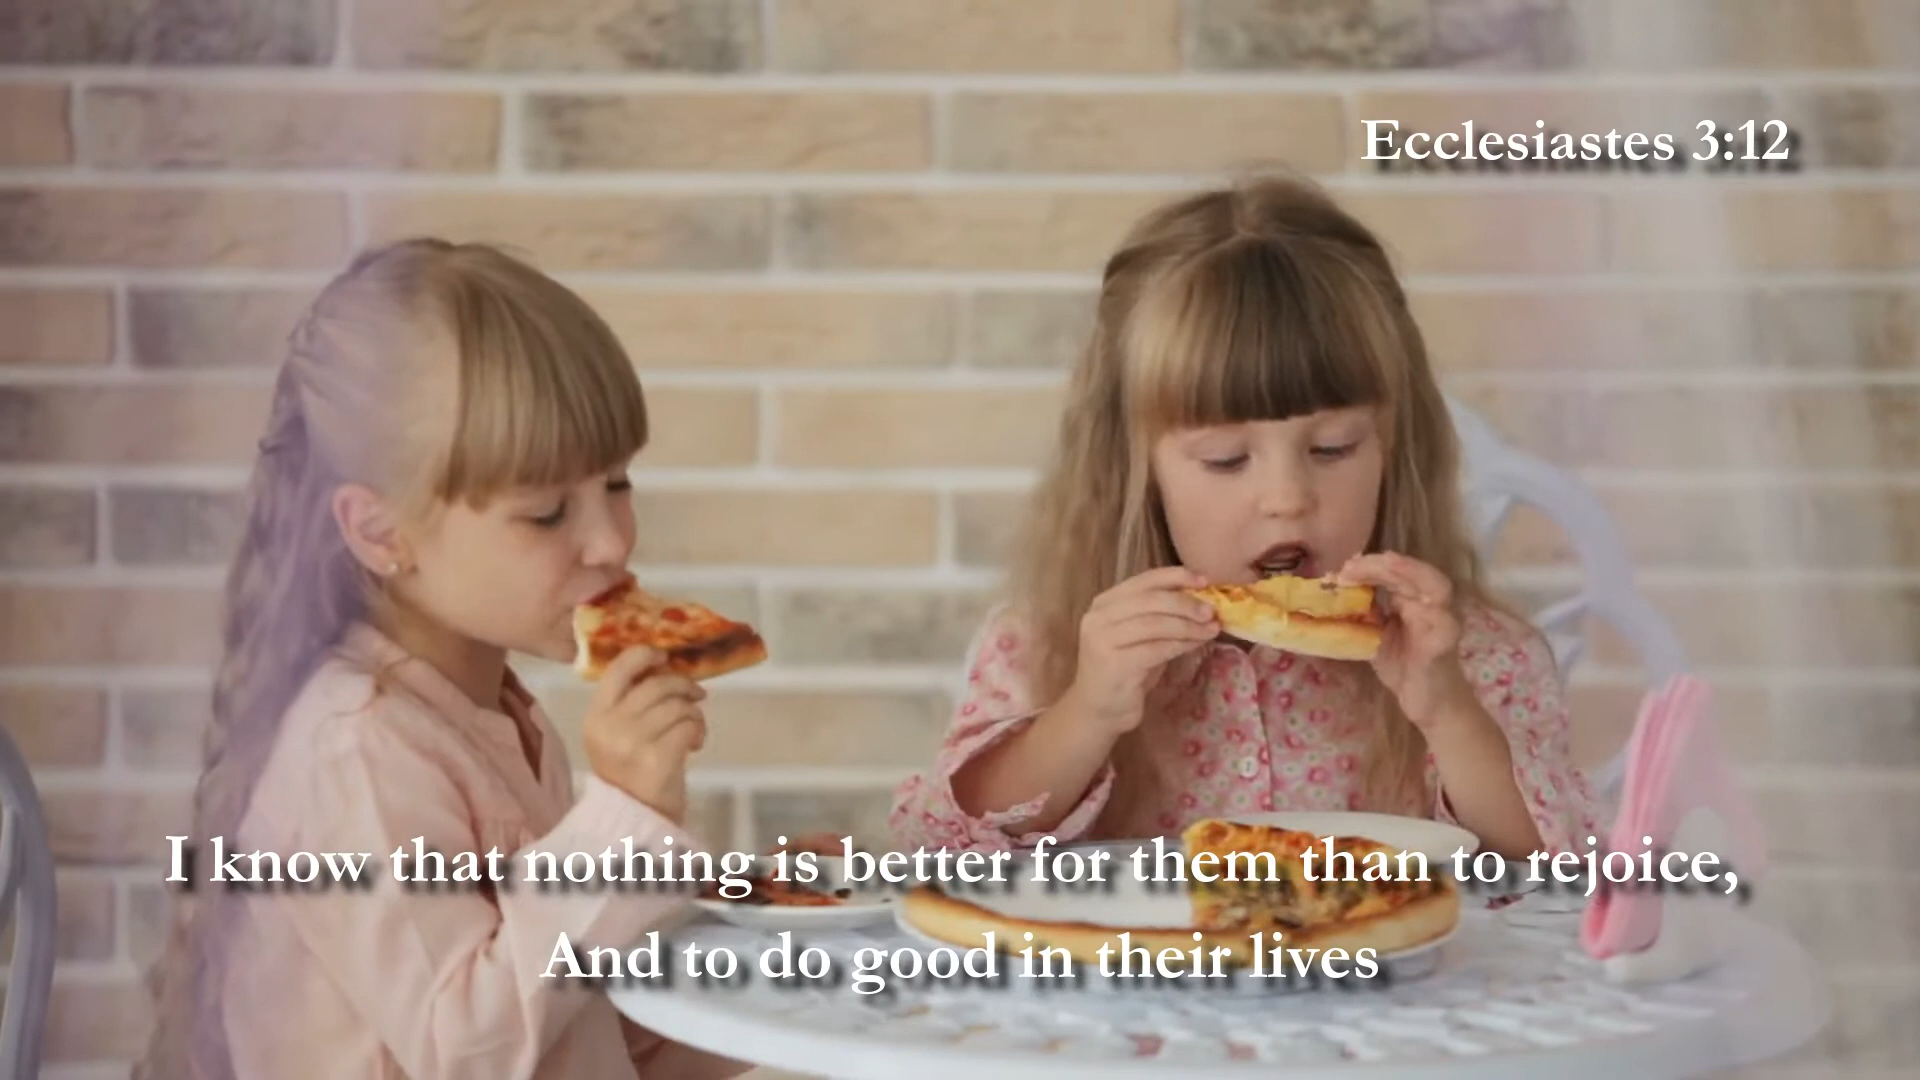 Ecclesiastes 3:12
I know that nothing is better for them than to rejoice,
And to do good in their lives